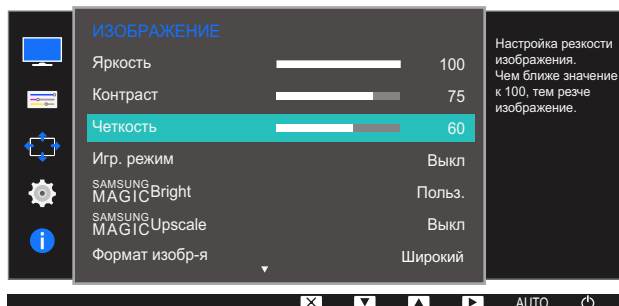 ИЗОБРАЖЕНИЕ
Яркость 100
Контраст 75
Четкость 60
Игр. режим Выкл
SAMSUNG MAGIC Bright Польз.
SAMSUNG MAGIC Upscale Выкл
Формат изобр-я Широкий
Настройка резкости
изображения.
Чем ближе значение
к 100, тем резче
изображение.
AUTO